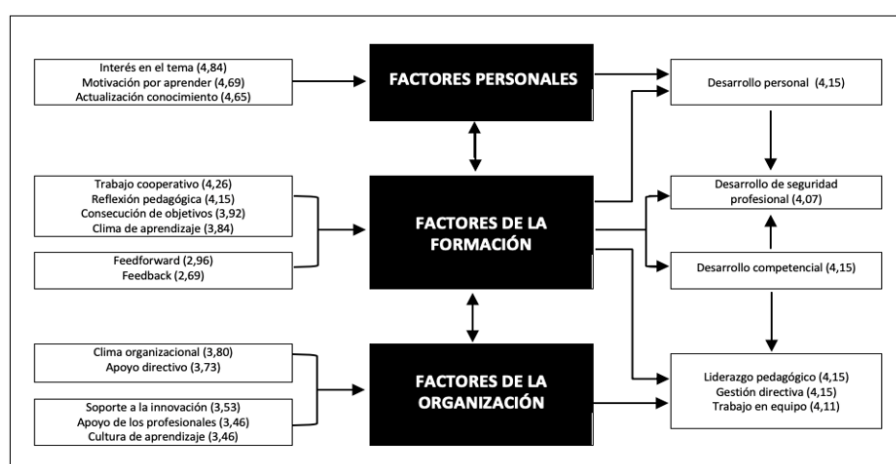 Interés en el tema (4,84)
Motivación por aprender (4,69)
Actualización conocimiento (4,65)
FACTORES PERSONALES
Desarrollo personal (4,15)
Trabajo cooperativo (4,26)
Reflexión pedagógica (4,15)
Consecución de objetivos (3,92)
Clima de aprendizaje (3,84)
Feedforward (2,96)
Feedback (2,69)
FACTORES DE LA
FORMACIÓN
Desarrollo de seguridad
profesional (4,07)
Desarrollo competencial (4,15)
Clima organizacional (3,80)
Apoyo directivo (3,73)
Soporte a la innovación (3,53)
Apoyo de los profesionales (3,46)
Cultura de aprendizaje (3,46)
FACTORES DE LA
ORGANIZACIÓN
Liderazgo pedagógico (4,15)
Gestión directiva (4,15)
Trabajo en equipo (4,11)